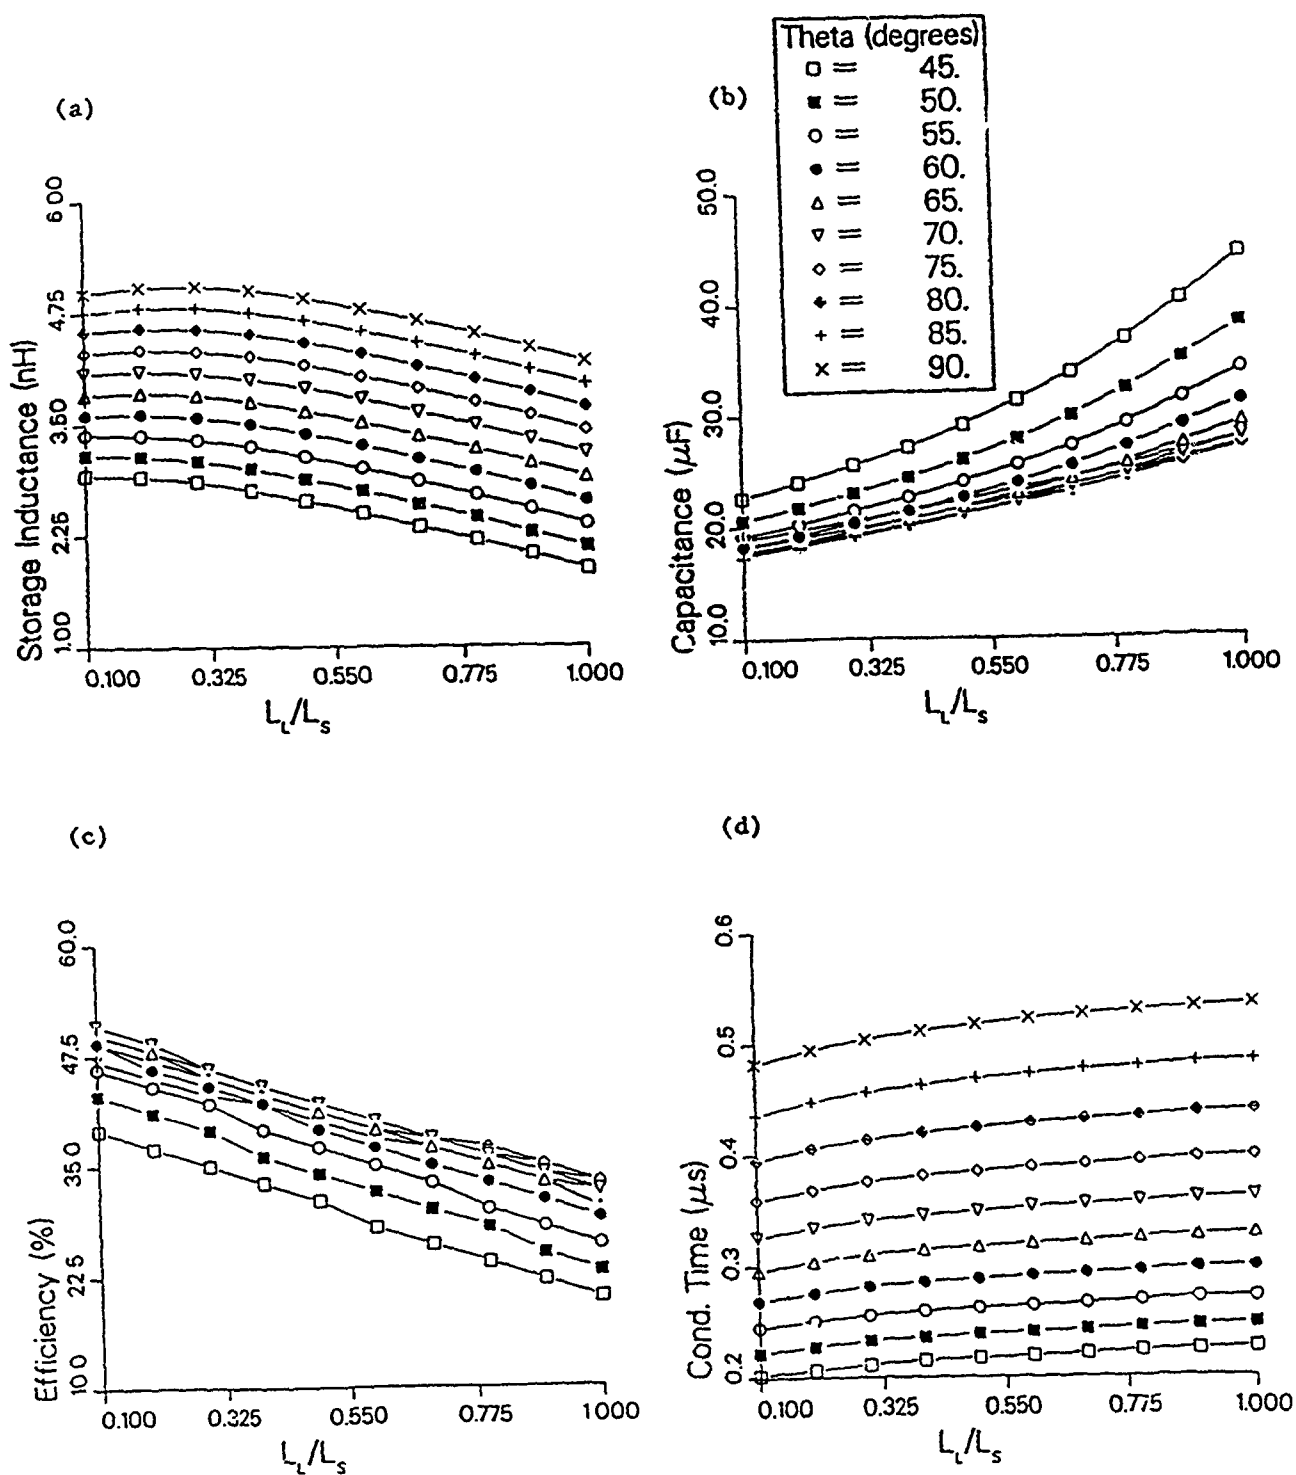 (a)
6.00
4.75
3.50
2.25
1.00
Storage Inductance (nH)
0.100 0.325 0.550 0.775 1.000
L_L/L_S
(b)
Theta (degrees)
□ = 45.
■ = 50.
○ = 55.
● = 60.
△ = 65.
▽ = 70.
◇ = 75.
◆ = 80.
+ = 85.
× = 90.
50.0
40.0
30.0
20.0
10.0
Capacitance (μF)
0.100 0.325 0.550 0.775 1.000
L_L/L_S
(c)
60.0
47.5
35.0
22.5
10.0
Efficiency (%)
0.100 0.325 0.550 0.775 1.000
L_L/L_S
(d)
0.6
0.5
0.4
0.3
0.2
Cond. Time (μs)
0.100 0.325 0.550 0.775 1.000
L_L/L_S